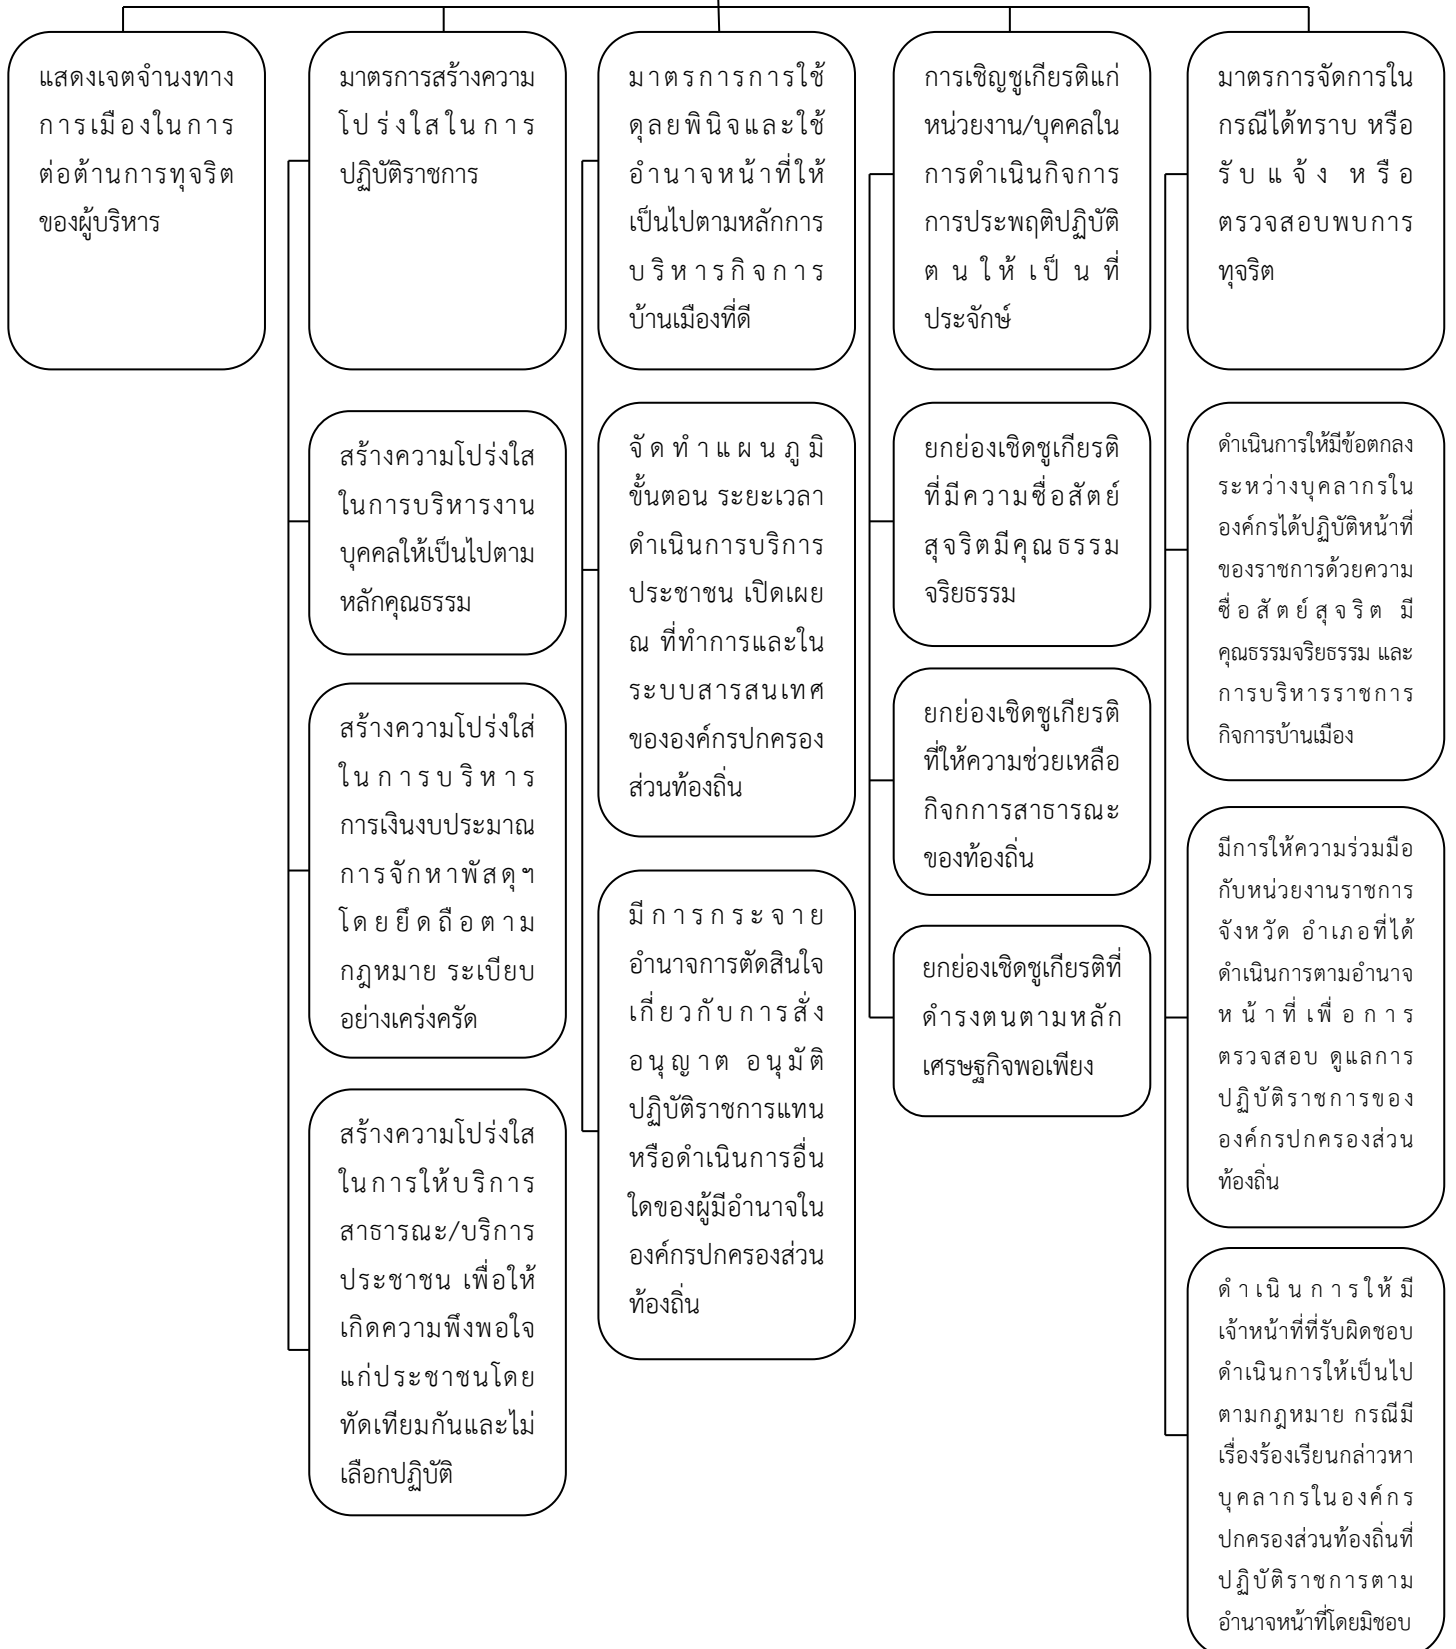 แสดงเจตจำนงทาง
การเมืองในการ
ต่อต้านการทุจริต
ของผู้บริหาร
มาตรการสร้างความ
โปร่งใสในการ
ปฏิบัติราชการ
สร้างความโปร่งใส
ในการบริหารงาน
บุคคลให้เป็นไปตาม
หลักคุณธรรม
สร้างความโปร่งใส่
ในการบริหาร
การเงินงบประมาณ
การจักหาพัสดุฯ
โดยยึดถือตาม
กฎหมาย ระเบียบ
อย่างเคร่งครัด
สร้างความโปร่งใส
ในการให้บริการ
สาธารณะ/บริการ
ประชาชน เพื่อให้
เกิดความพึงพอใจ
แก่ประชาชนโดย
ทัดเทียมกันและไม่
เลือกปฏิบัติ
มาตรการการใช้
ดุลยพินิจและใช้
อำนาจหน้าที่ให้
เป็นไปตามหลักการ
บริหารกิจการ
บ้านเมืองที่ดี
จัดทำแผนภูมิ
ขั้นตอน ระยะเวลา
ดำเนินการบริการ
ประชาชน เปิดเผย
ณ ที่ทำการและใน
ระบบสารสนเทศ
ขององค์กรปกครอง
ส่วนท้องถิ่น
มีการกระจาย
อำนาจการตัดสินใจ
เกี่ยวกับการสั่ง
อนุญาต อนุมัติ
ปฏิบัติราชการแทน
หรือดำเนินการอื่น
ใดของผู้มีอำนาจใน
องค์กรปกครองส่วน
ท้องถิ่น
การเชิญชูเกียรติแก่
หน่วยงาน/บุคคลใน
การดำเนินกิจการ
การประพฤติปฏิบัติ
ตนให้เป็นที่
ประจักษ์
ยกย่องเชิดชูเกียรติ
ที่มีความซื่อสัตย์
สุจริตมีคุณธรรม
จริยธรรม
ยกย่องเชิดชูเกียรติ
ที่ให้ความช่วยเหลือ
กิจกการสาธารณะ
ของท้องถิ่น
ยกย่องเชิดชูเกียรติที่
ดำรงตนตามหลัก
เศรษฐกิจพอเพียง
มาตรการจัดการใน
กรณีได้ทราบ หรือ
รับแจ้ง หรือ
ตรวจสอบพบการ
ทุจริต
ดำเนินการให้มีข้อตกลง
ระหว่างบุคลากรใน
องค์กรได้ปฏิบัติหน้าที่
ของราชการด้วยความ
ซื่อสัตย์สุจริต มี
คุณธรรมจริยธรรม และ
การบริหารราชการ
กิจการบ้านเมือง
มีการให้ความร่วมมือ
กับหน่วยงานราชการ
จังหวัด อำเภอที่ได้
ดำเนินการตามอำนาจ
หน้าที่เพื่อการ
ตรวจสอบ ดูแลการ
ปฏิบัติราชการของ
องค์กรปกครองส่วน
ท้องถิ่น
ดำเนินการให้มี
เจ้าหน้าที่ที่รับผิดชอบ
ดำเนินการให้เป็นไป
ตามกฎหมาย กรณีมี
เรื่องร้องเรียนกล่าวหา
บุคลากรในองค์กร
ปกครองส่วนท้องถิ่นที่
ปฏิบัติราชการตาม
อำนาจหน้าที่โดยมิชอบ